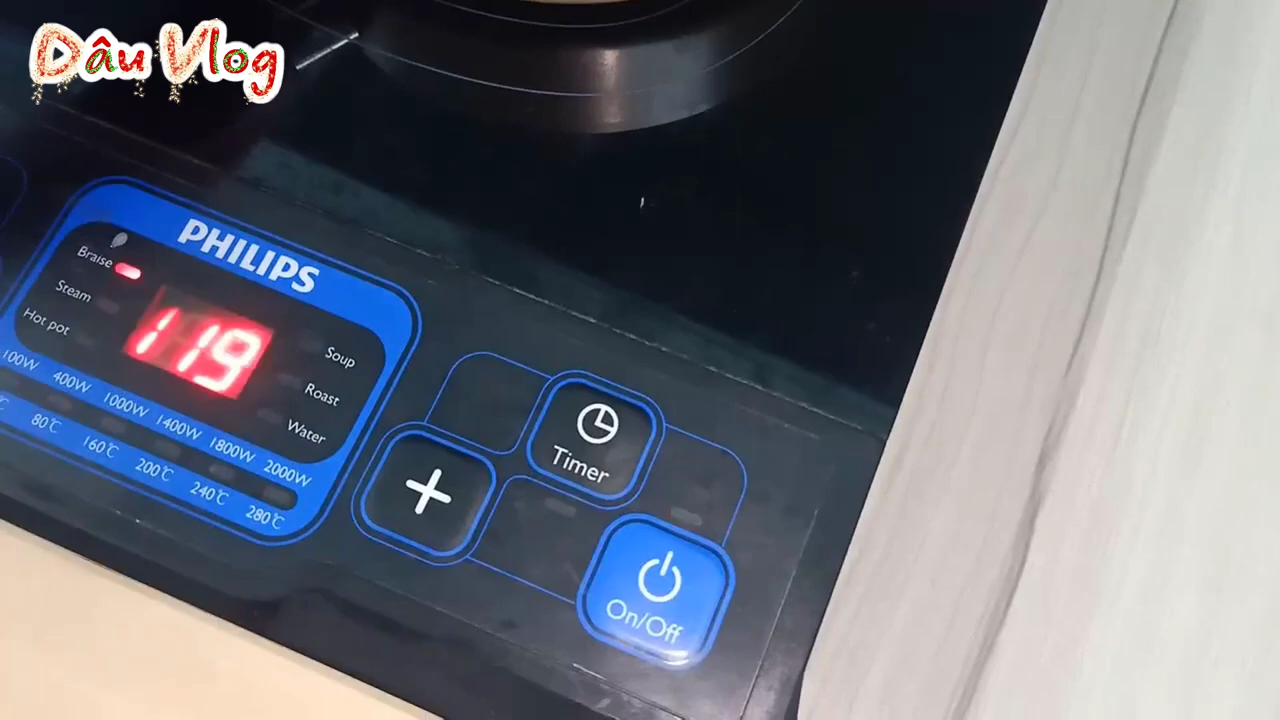 Dâu Vlog
PHILIPS
Braise
Steam
Hot pot
119
Soup
Roast
Water
100W 400W 1000W 1400W 1800W 2000W
80℃ 160℃ 200℃ 240℃ 280℃
+
Timer
On/Off